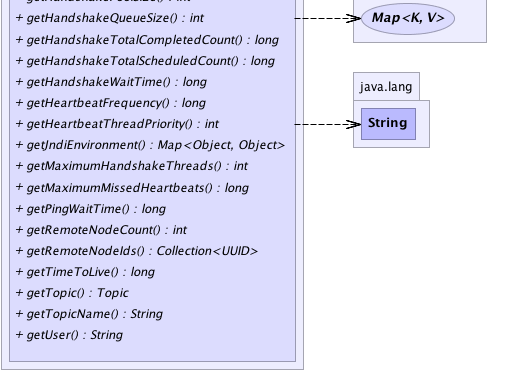 + getHandshakeQueueSize() : int
+ getHandshakeTotalCompletedCount() : long
+ getHandshakeTotalScheduledCount() : long
+ getHandshakeWaitTime() : long
+ getHeartbeatFrequency() : long
+ getHeartbeatThreadPriority() : int
+ getJndiEnvironment() : Map<Object, Object>
+ getMaximumHandshakeThreads() : int
+ getMaximumMissedHeartbeats() : long
+ getPingWaitTime() : long
+ getRemoteNodeCount() : int
+ getRemoteNodeIds() : Collection<UUID>
+ getTimeToLive() : long
+ getTopic() : Topic
+ getTopicName() : String
+ getUser() : String
Map<K, V>
java.lang
String